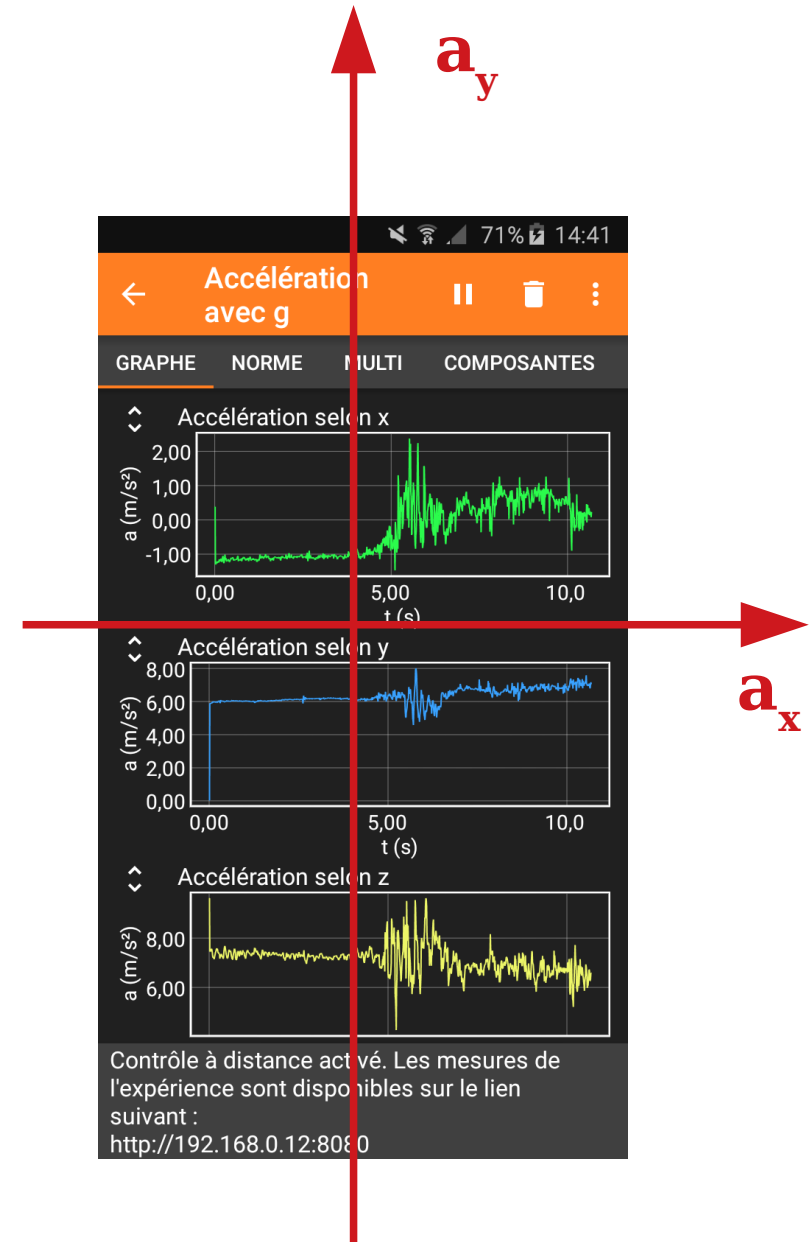 a_y
71% 14:41
Accélération
avec g
GRAPHE NORME MULTI COMPOSANTES
Accélération selon x
a (m/s²)
2,00
1,00
0,00
-1,00
0,00 5,00 10,0
t (s)
a_x
Accélération selon y
a (m/s²)
8,00
6,00
4,00
2,00
0,00
0,00 5,00 10,0
t (s)
Accélération selon z
a (m/s²)
8,00
6,00
Contrôle à distance activé. Les mesures de
l'expérience sont disponibles sur le lien
suivant :
http://192.168.0.12:8080